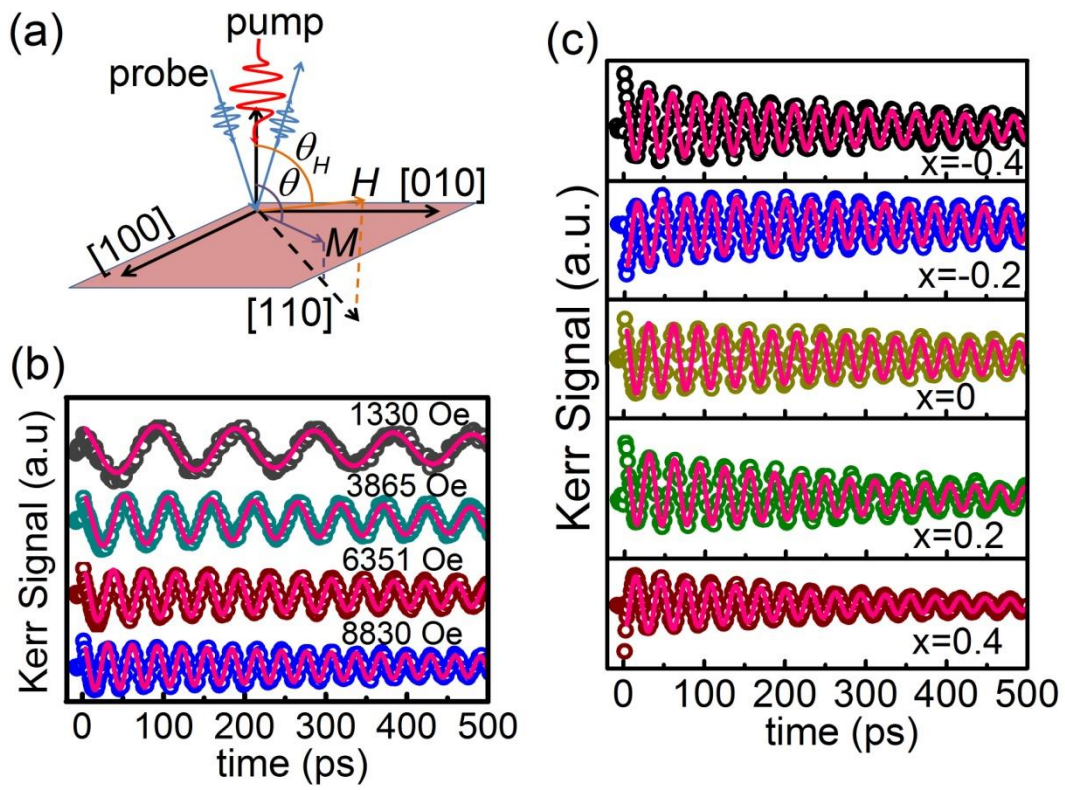 (a)
pump
probe
θ_H
θ
H
[010]
[100]
M
[110]
(b)
1330 Oe
3865 Oe
6351 Oe
8830 Oe
Kerr Signal (a.u)
0 100 200 300 400 500
time (ps)
(c)
x=-0.4
x=-0.2
x=0
x=0.2
x=0.4
Kerr Signal (a.u.)
0 100 200 300 400 500
time (ps)